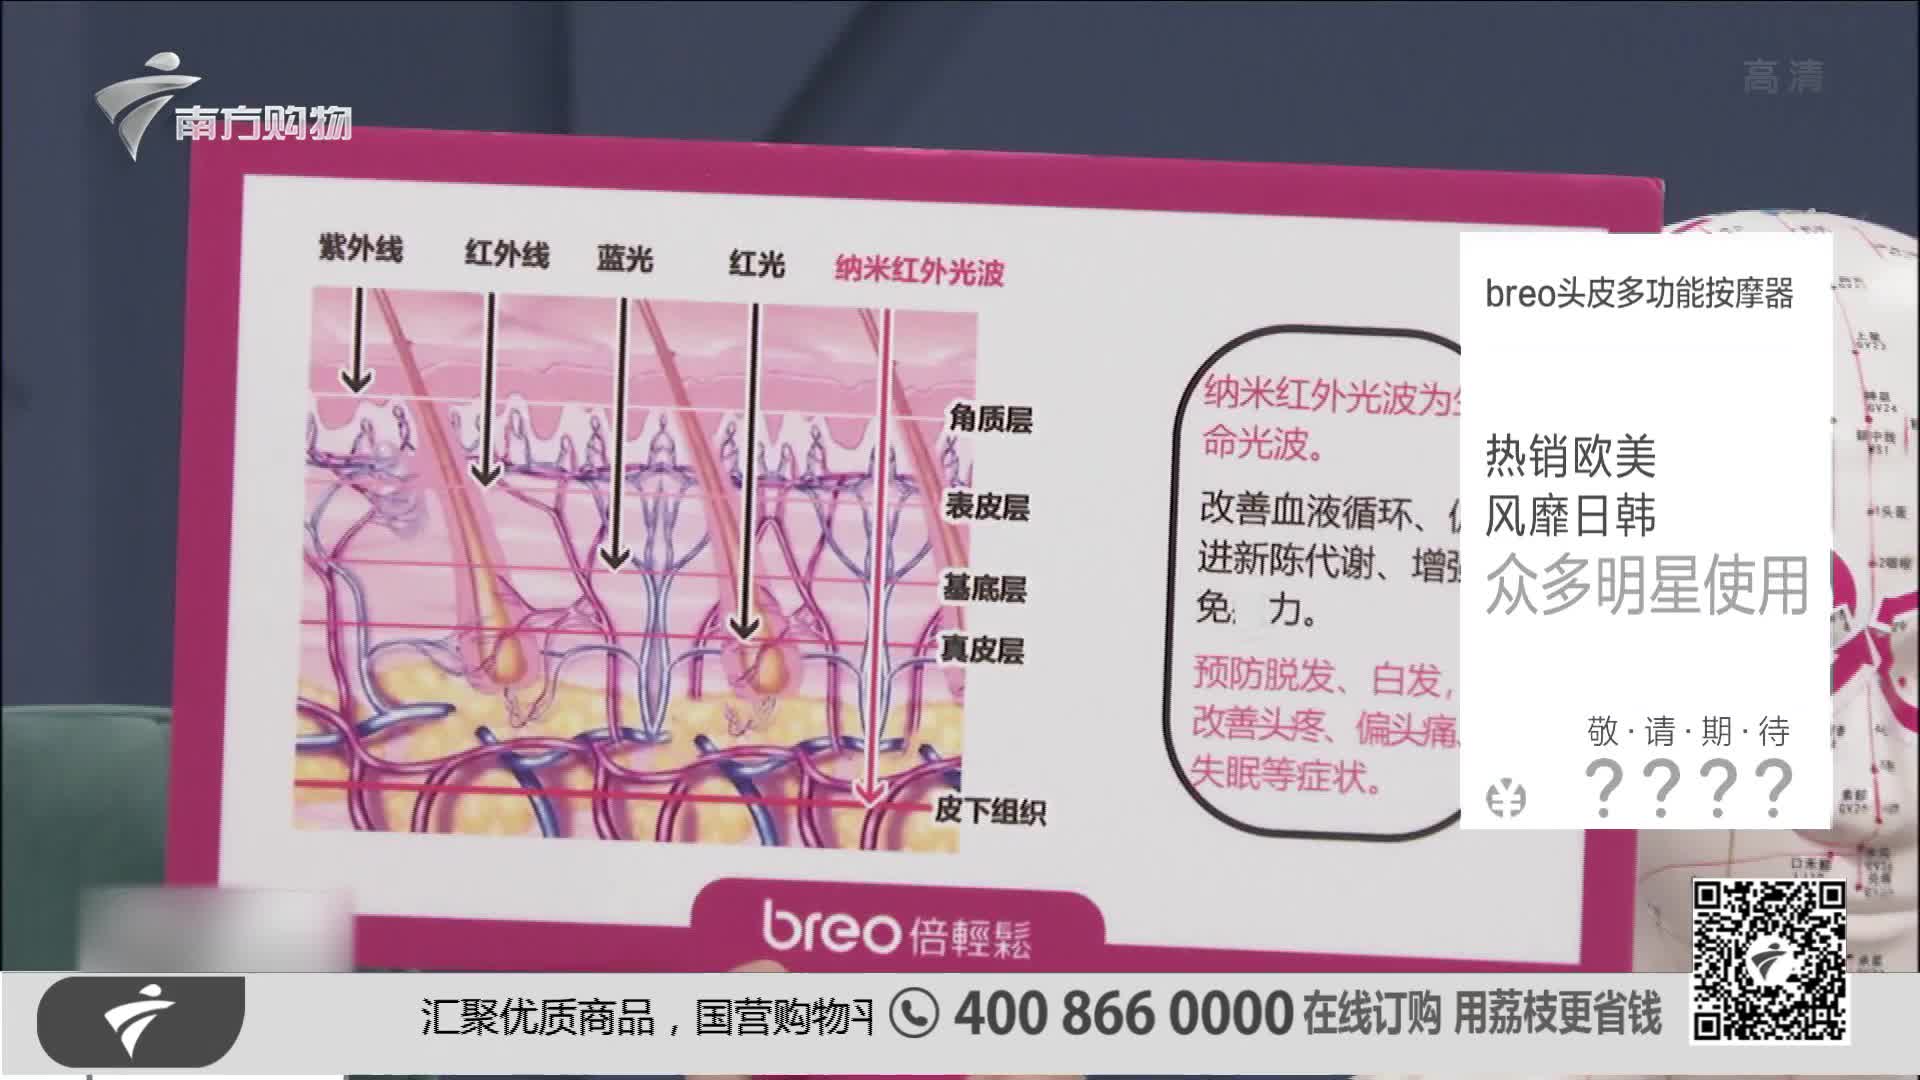 南方购物
高清
紫外线
红外线
蓝光
红光
纳米红外光波
角质层
表皮层
基底层
真皮层
皮下组织
纳米红外光波为
命光波。
改善血液循环、
进新陈代谢、增强
免 力。
预防脱发、白发,
改善头疼、偏头痛、
失眠等症状。
breo倍輕鬆
breo头皮多功能按摩器
热销欧美
风靡日韩
众多明星使用
敬·请·期·待
????
汇聚优质商品，国营购物
400 866 0000 在线订购 用荔枝更省钱